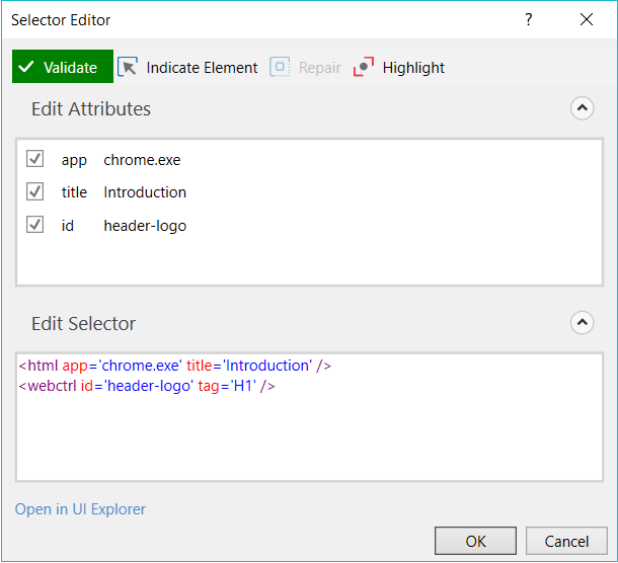 Selector Editor ?
Validate Indicate Element Repair Highlight
Edit Attributes
app chrome.exe
title Introduction
id header-logo
Edit Selector
<html app='chrome.exe' title='Introduction' />
<webctrl id='header-logo' tag='H1' />
Open in UI Explorer
OK Cancel